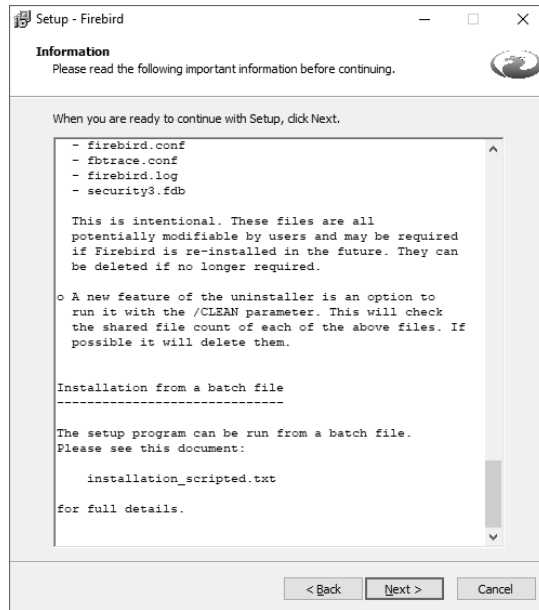 Setup - Firebird
Information
Please read the following important information before continuing.
When you are ready to continue with Setup, click Next.
- firebird.conf
- fbtrace.conf
- firebird.log
- security3.fdb
This is intentional. These files are all
potentially modifiable by users and may be required
if Firebird is re-installed in the future. They can
be deleted if no longer required.
o A new feature of the uninstaller is an option to
run it with the /CLEAN parameter. This will check
the shared file count of each of the above files. If
possible it will delete them.
Installation from a batch file
------------------------------
The setup program can be run from a batch file.
Please see this document:
installation_scripted.txt
for full details.
< Back Next > Cancel